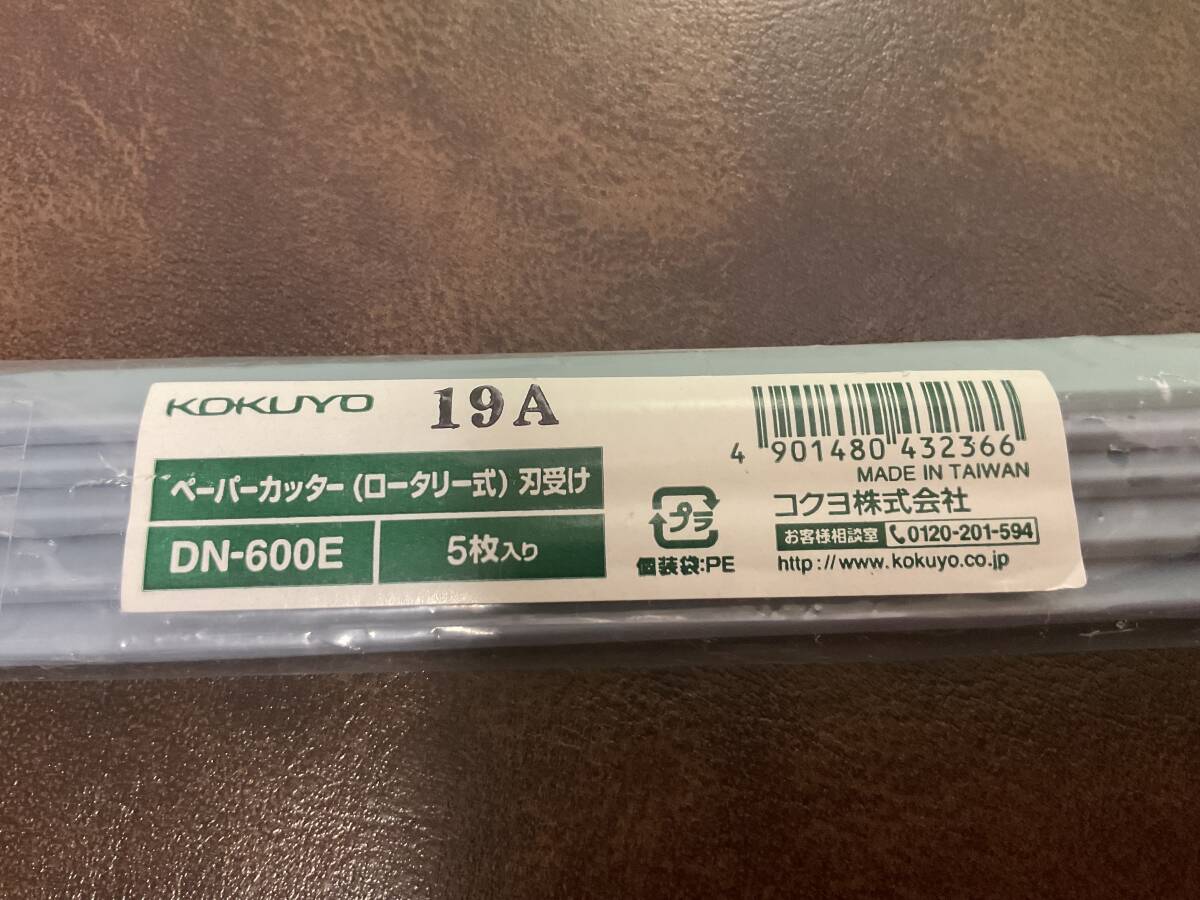 KOKUYO 19A
ペーパーカッター(ロータリー式)刃受け
DN-600E 5枚入り
プラ
個装袋:PE
4 901480 432366
MADE IN TAIWAN
コクヨ株式会社
お客様相談室 0120-201-594
http://www.kokuyo.co.jp